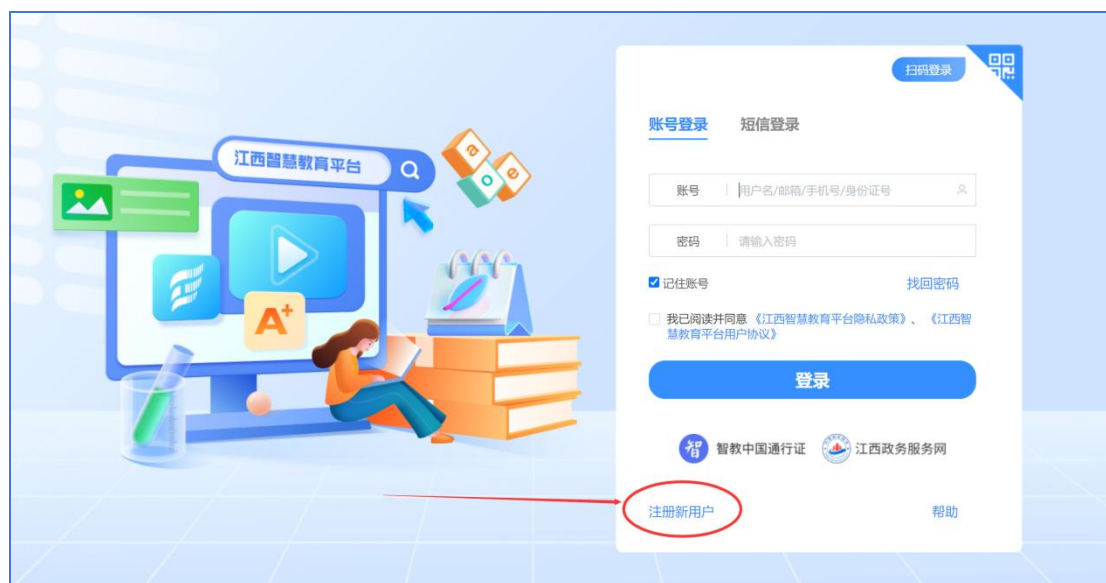 扫码登录
账号登录 短信登录
江西智慧教育平台
a
o
e
账号 用户名/邮箱/手机号/身份证号
密码 请输入密码
A+
记住账号 找回密码
我已阅读并同意《江西智慧教育平台隐私政策》、《江西智
慧教育平台用户协议》
登录
智 智教中国通行证 江西政务服务网
注册新用户 帮助